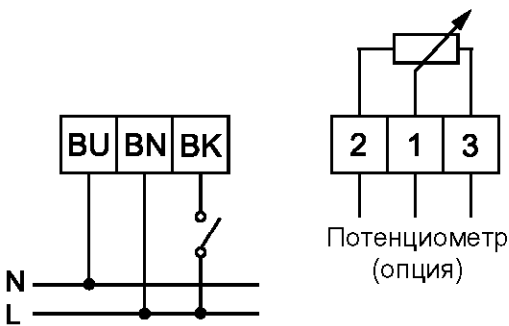 BU BN BK
N
L
2 1 3
Потенциометр
(опция)